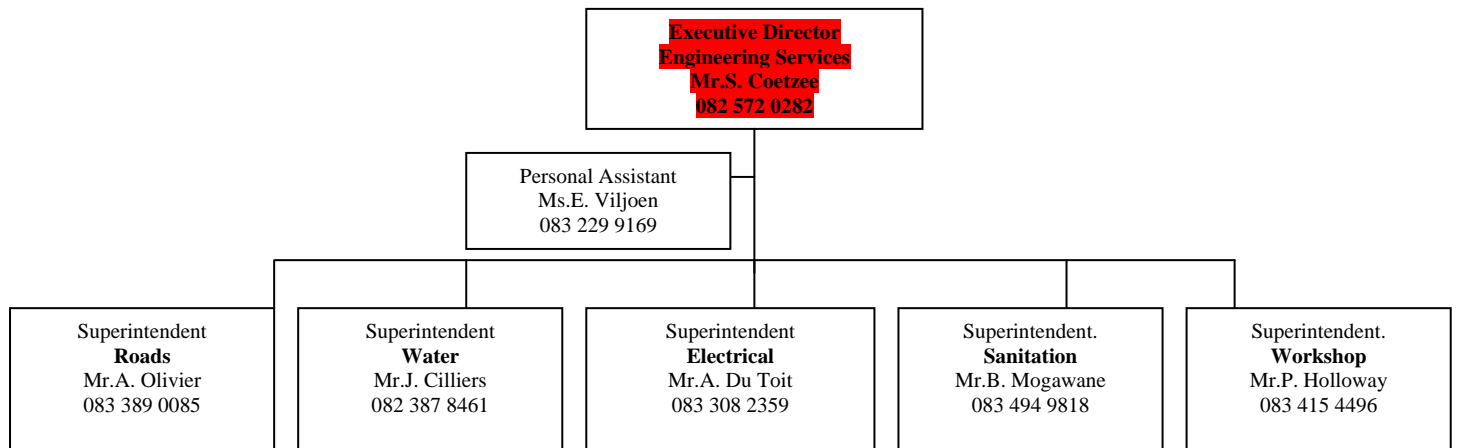 Executive Director
Engineering Services
Mr.S. Coetzee
082 572 0282
Personal Assistant
Ms.E. Viljoen
083 229 9169
Superintendent
Roads
Mr.A. Olivier
083 389 0085
Superintendent
Water
Mr.J. Cilliers
082 387 8461
Superintendent
Electrical
Mr.A. Du Toit
083 308 2359
Superintendent.
Sanitation
Mr.B. Mogawane
083 494 9818
Superintendent.
Workshop
Mr.P. Holloway
083 415 4496